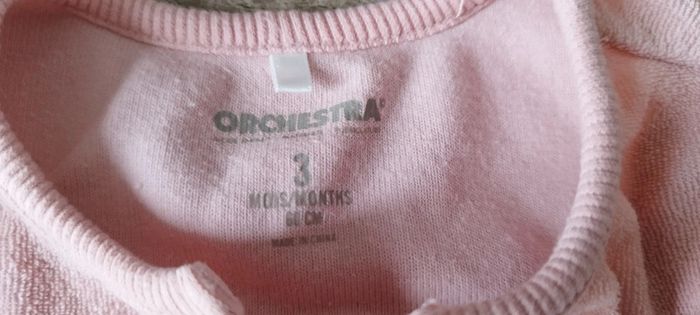 ORCHESTRA
3
MOIS/MONTHS
60 CM
MADE IN CHINA